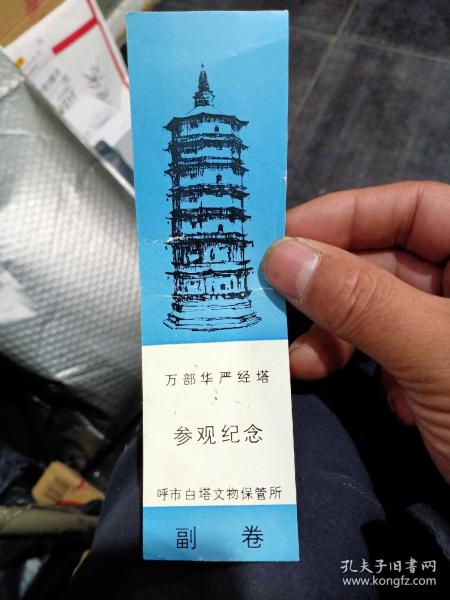 万部华严经塔
参观纪念
呼市白塔文物保管所
副 卷
孔夫子旧书网
www.kongfz.com